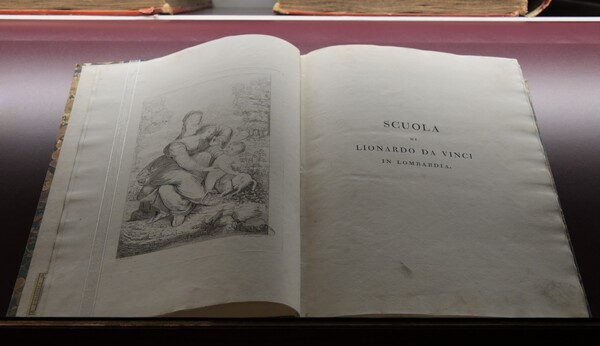 SCUOLA
DI
LIONARDO DA VINCI
IN LOMBARDIA.